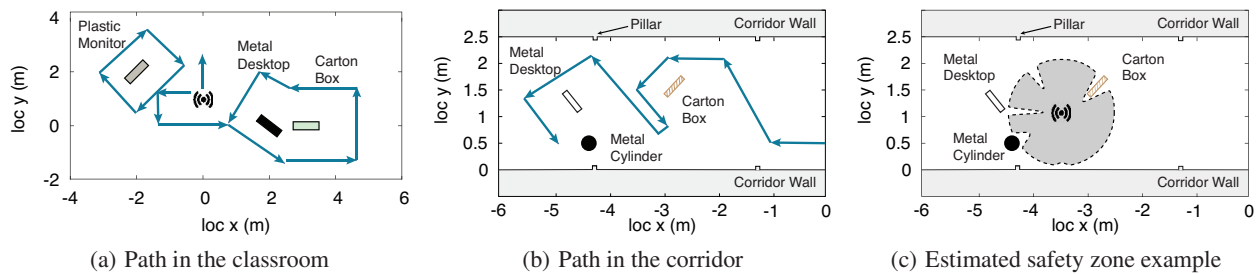 4
2
0
-2
loc y (m)
-4
-2
0
2
4
6
loc x (m)
Plastic
Monitor
Metal
Desktop
Carton
Box
(a) Path in the classroom
2.5
2
1.5
1
0.5
0
loc y (m)
-6
-5
-4
-3
-2
-1
0
loc x (m)
Pillar
Corridor Wall
Metal
Desktop
Carton
Box
Metal
Cylinder
Corridor Wall
(b) Path in the corridor
2.5
2
1.5
1
0.5
0
loc y (m)
-6
-5
-4
-3
-2
-1
0
loc x (m)
Pillar
Corridor Wall
Metal
Desktop
Carton
Box
Metal
Cylinder
Corridor Wall
(c) Estimated safety zone example